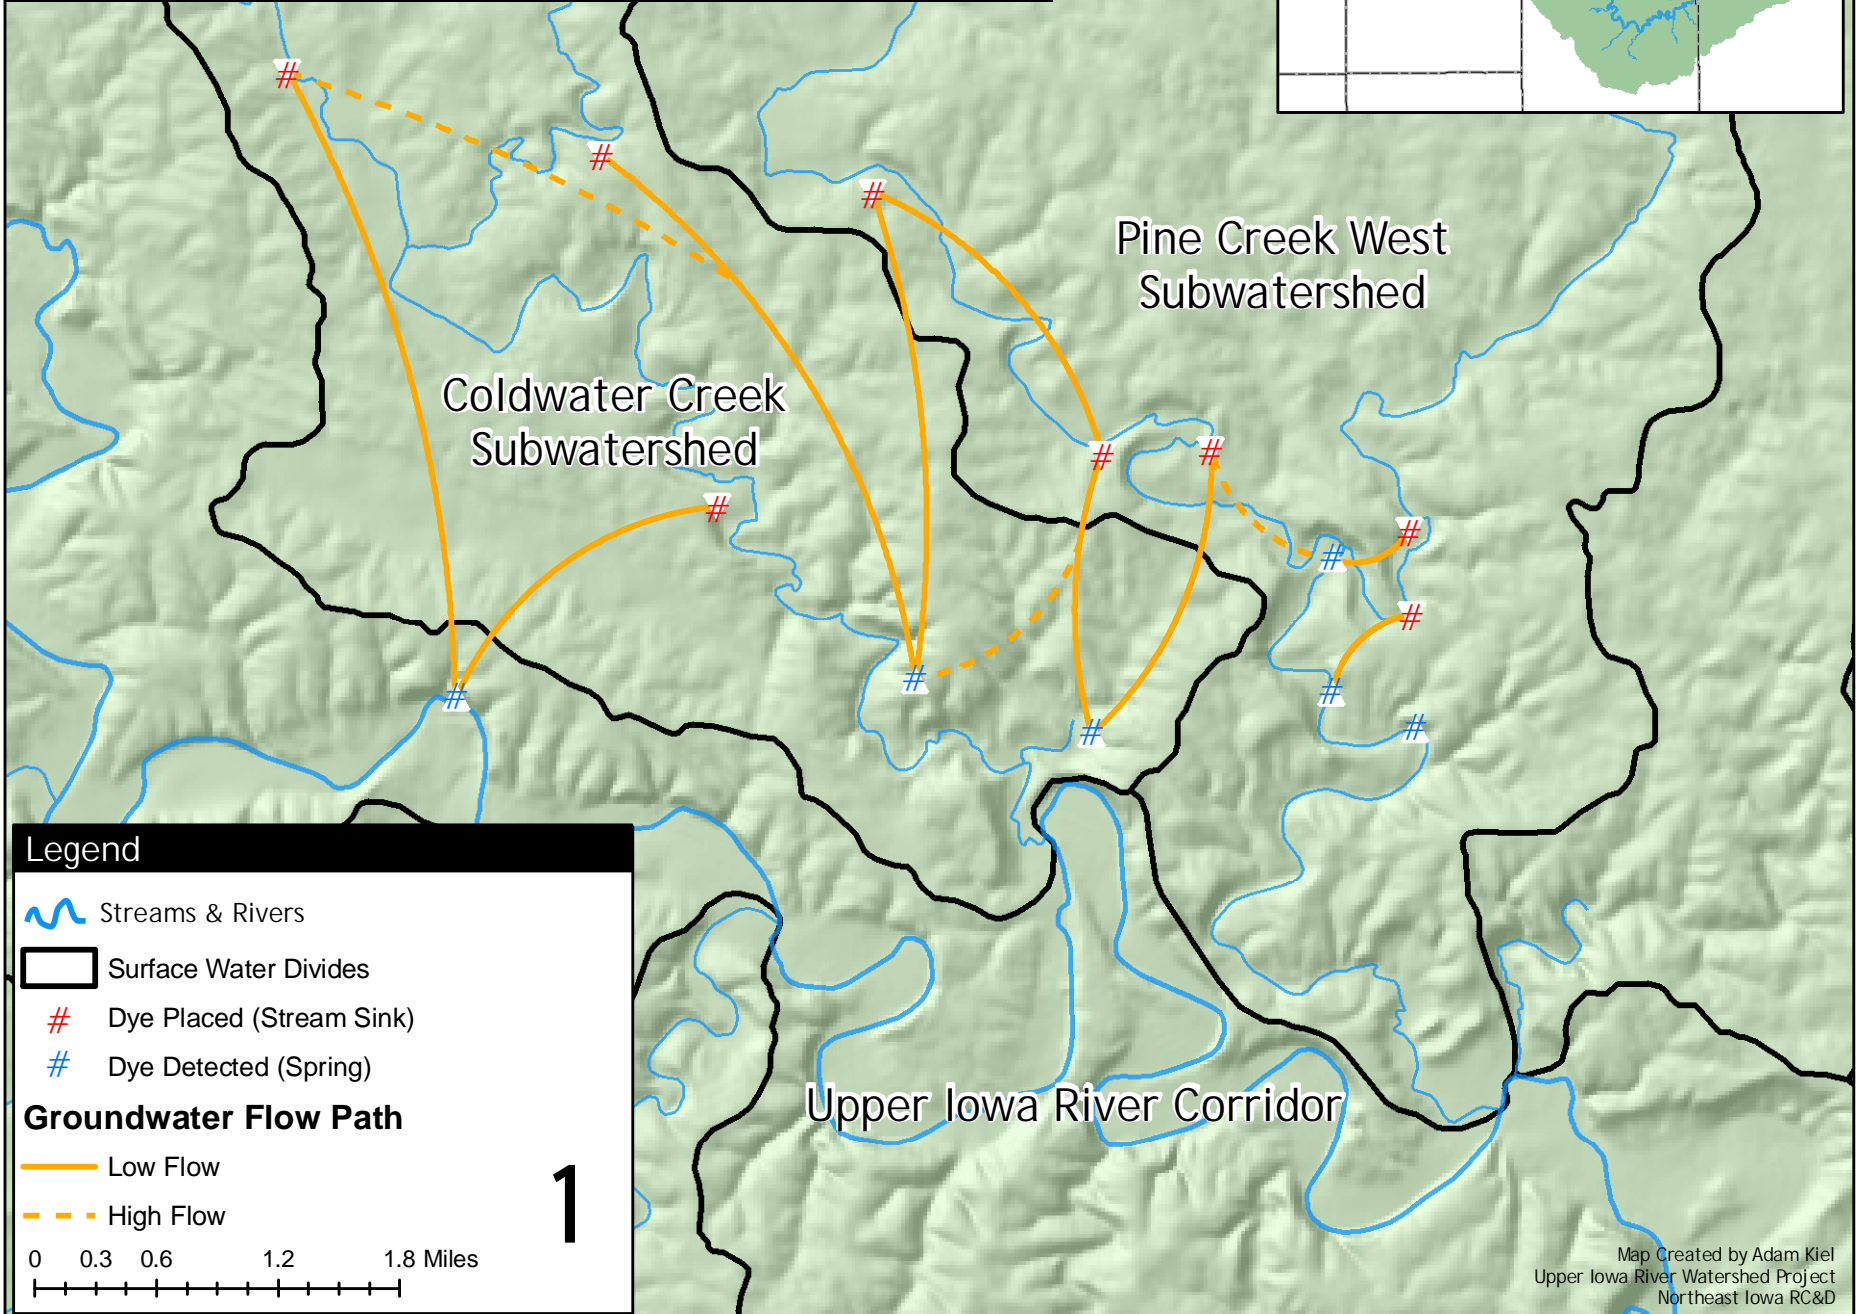 Pine Creek West
Subwatershed
Coldwater Creek
Subwatershed
Upper Iowa River Corridor
Legend
Streams & Rivers
Surface Water Divides
# Dye Placed (Stream Sink)
# Dye Detected (Spring)
Groundwater Flow Path
Low Flow
High Flow
1
0 0.3 0.6 1.2 1.8 Miles
Map Created by Adam Kiel
Upper Iowa River Watershed Project
Northeast Iowa RC&D